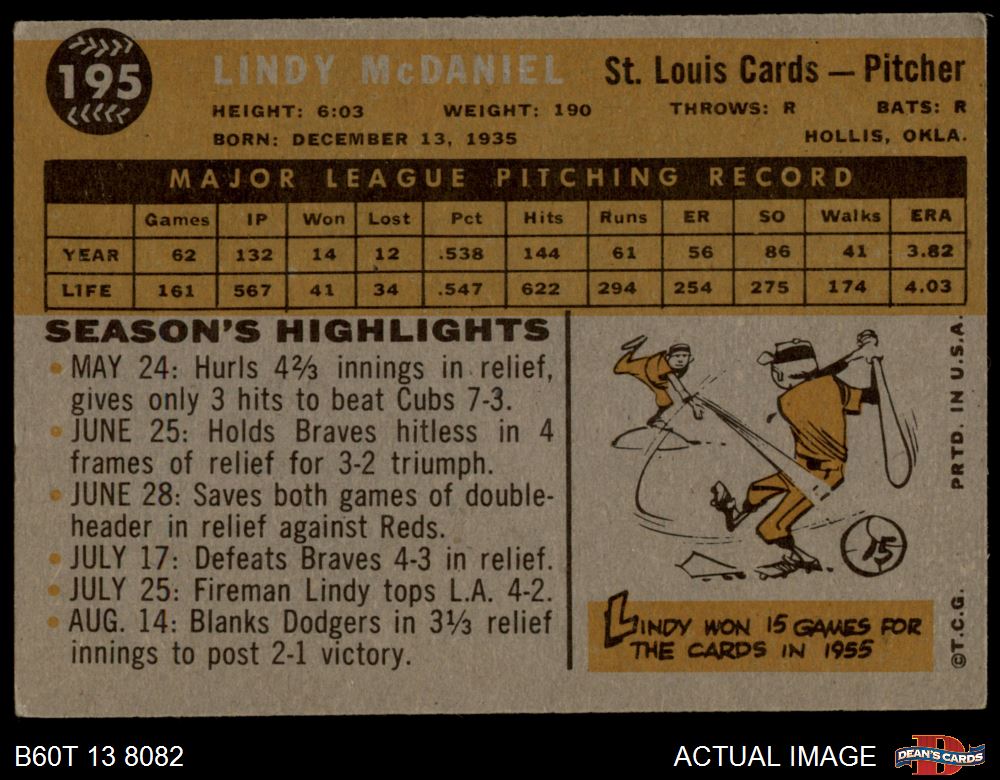 195
LINDY McDANIEL St. Louis Cards — Pitcher
HEIGHT: 6:03 WEIGHT: 190 THROWS: R BATS: R
BORN: DECEMBER 13, 1935 HOLLIS, OKLA.
MAJOR LEAGUE PITCHING RECORD
Games IP Won Lost Pct Hits Runs ER SO Walks ERA
YEAR 62 132 14 12 .538 144 61 56 86 41 3.82
LIFE 161 567 41 34 .547 622 294 254 275 174 4.03
SEASON'S HIGHLIGHTS
• MAY 24: Hurls 4⅔ innings in relief,
gives only 3 hits to beat Cubs 7-3.
• JUNE 25: Holds Braves hitless in 4
frames of relief for 3-2 triumph.
• JUNE 28: Saves both games of double-
header in relief against Reds.
• JULY 17: Defeats Braves 4-3 in relief.
• JULY 25: Fireman Lindy tops L.A. 4-2.
• AUG. 14: Blanks Dodgers in 3⅓ relief
innings to post 2-1 victory.
15
LINDY WON 15 GAMES FOR
THE CARDS IN 1955
©T.C.G. PRTD. IN U.S.A.
B60T 13 8082 ACTUAL IMAGE
DEAN'S CARDS